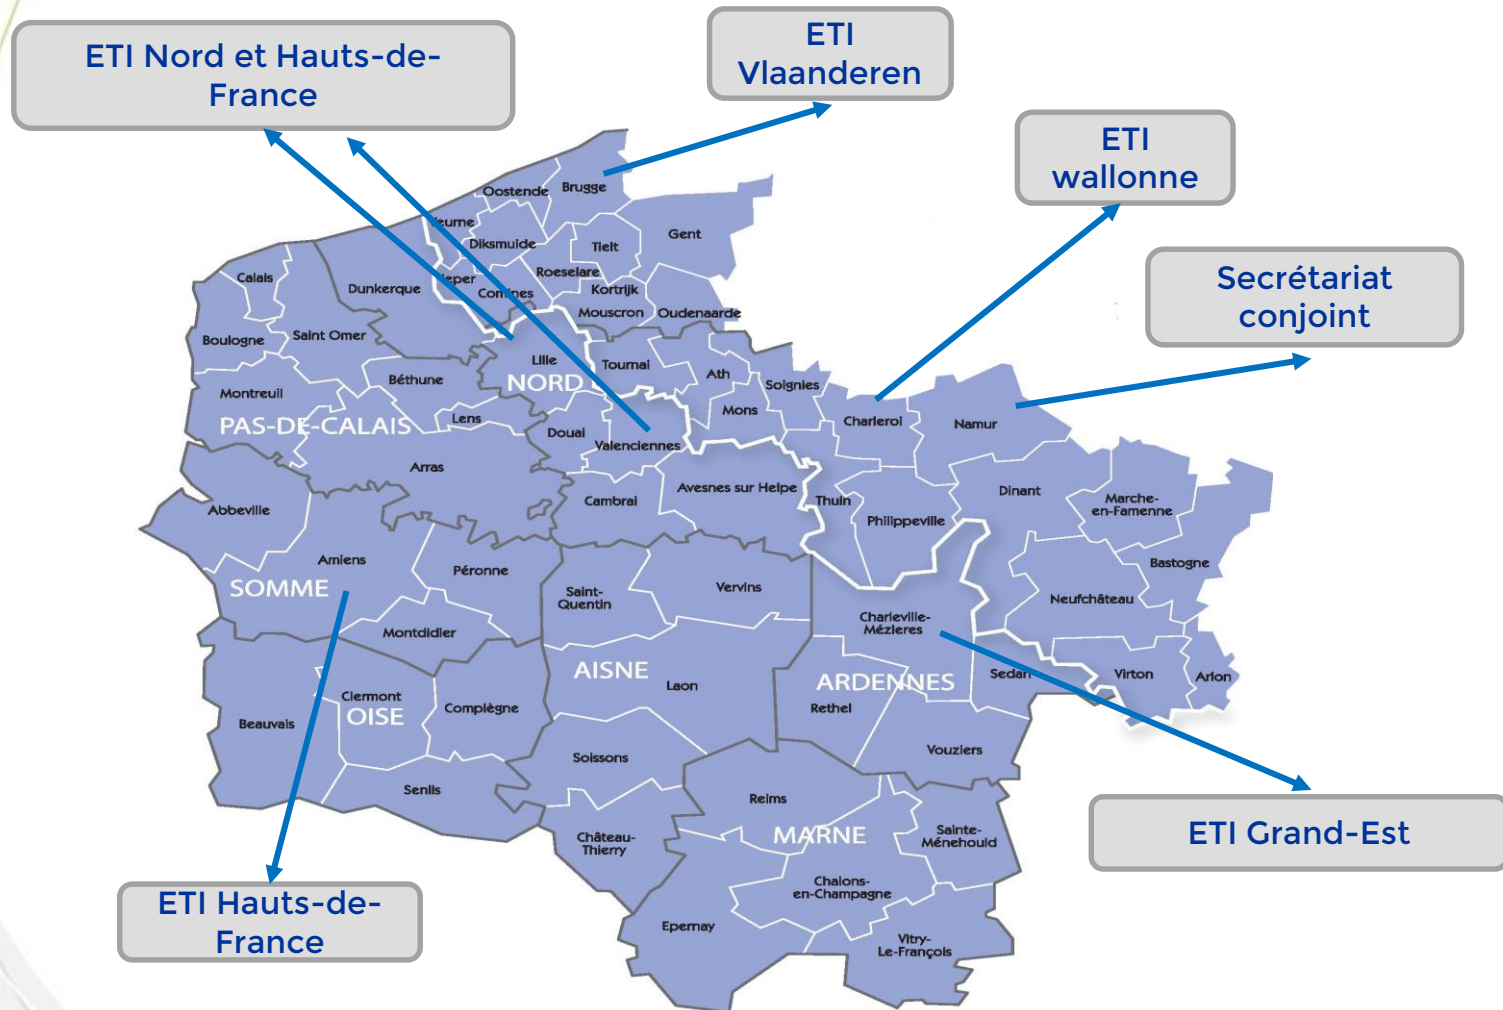 ETI Nord et Hauts-de-
France
ETI
Vlaanderen
ETI
wallonne
Secrétariat
conjoint
ETI Grand-Est
ETI Hauts-de-
France
Oostende
Brugge
Diksmuide
Tielt
Gent
Roeselare
Comines
Kortrijk
Mouscron
Oudenaarde
Calais
Dunkerque
Boulogne
Saint Omer
Lille
NORD
Tournai
Ath
Soignies
Montreuil
Béthune
Mons
Charleroi
Namur
PAS-DE-CALAIS
Lens
Douai
Valenciennes
Arras
Cambrai
Avesnes sur Helpe
Thuin
Philippeville
Dinant
Marche-
en-Famenne
Bastogne
Abbeville
Amiens
Péronne
SOMME
Montdidier
Saint-
Quentin
Vervins
Charleville-
Mézieres
Neufchâteau
AISNE
Laon
ARDENNES
Sedan
Virton
Arlon
Rethel
Vouziers
Beauvais
Clermont
OISE
Compiègne
Soissons
Senlis
Château-
Thierry
Reims
MARNE
Sainte-
Ménehould
Chalons-
en-Champagne
Epernay
Vitry-
Le-François